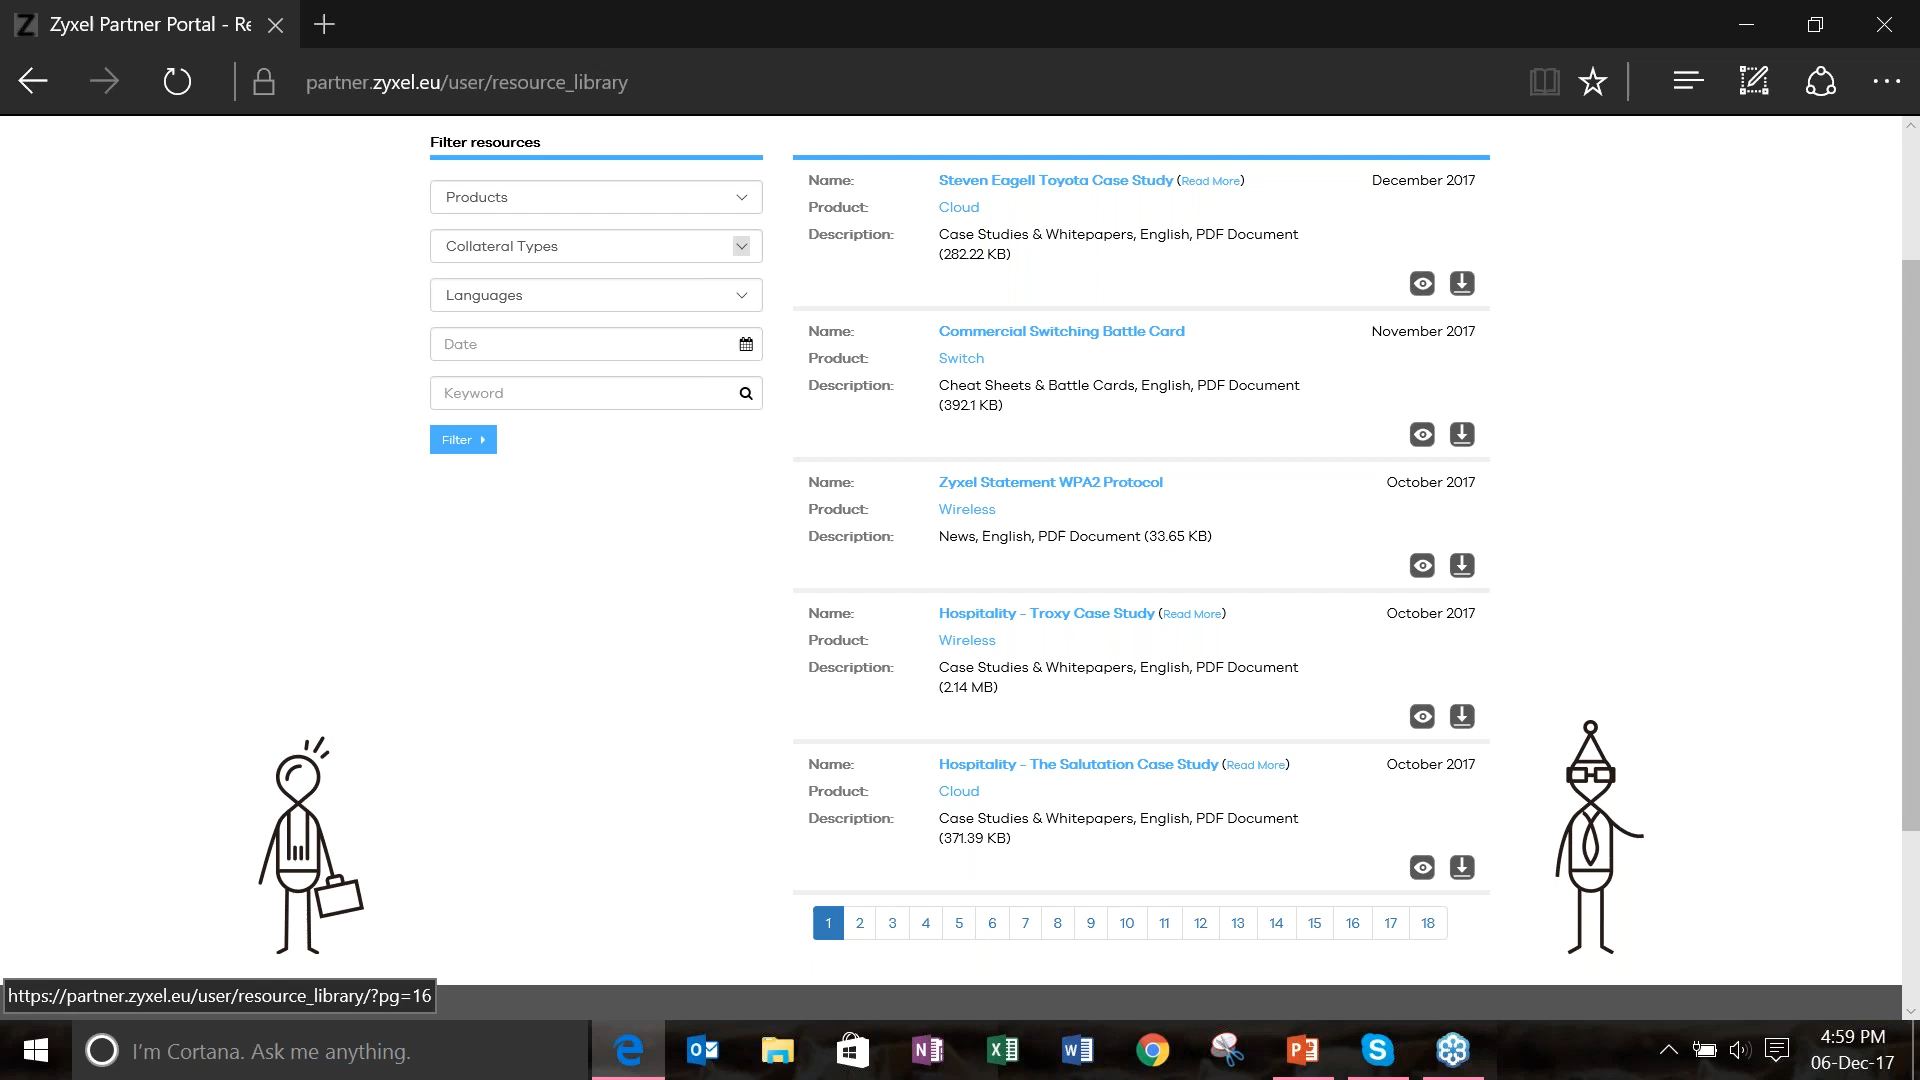 Zyxel Partner Portal - Re
partner.zyxel.eu/user/resource_library
Filter resources
Products
Collateral Types
Languages
Date
Keyword
Filter
Name: Steven Eagell Toyota Case Study (Read More) December 2017
Product: Cloud
Description: Case Studies & Whitepapers, English, PDF Document
(282.22 KB)
Name: Commercial Switching Battle Card November 2017
Product: Switch
Description: Cheat Sheets & Battle Cards, English, PDF Document
(392.1 KB)
Name: Zyxel Statement WPA2 Protocol October 2017
Product: Wireless
Description: News, English, PDF Document (33.65 KB)
Name: Hospitality - Troxy Case Study (Read More) October 2017
Product: Wireless
Description: Case Studies & Whitepapers, English, PDF Document
(2.14 MB)
Name: Hospitality - The Salutation Case Study (Read More) October 2017
Product: Cloud
Description: Case Studies & Whitepapers, English, PDF Document
(371.39 KB)
1 2 3 4 5 6 7 8 9 10 11 12 13 14 15 16 17 18
https://partner.zyxel.eu/user/resource_library/?pg=16
I'm Cortana. Ask me anything.
4:59 PM
06-Dec-17